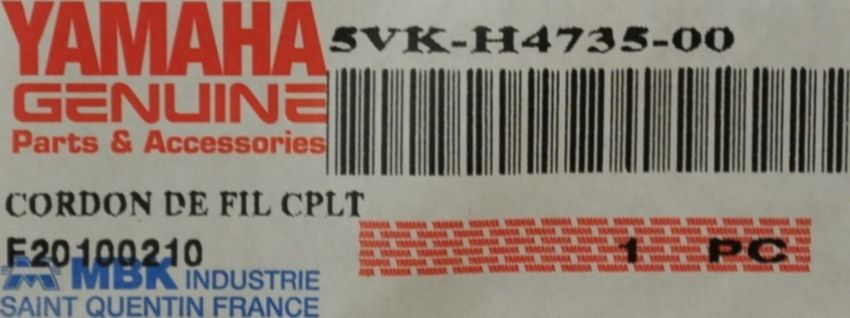 YAMAHA
GENUINE
Parts & Accessories
5VK-H4735-00
CORDON DE FIL CPLT
F20100210
1 PC
MBK INDUSTRIE
SAINT QUENTIN FRANCE